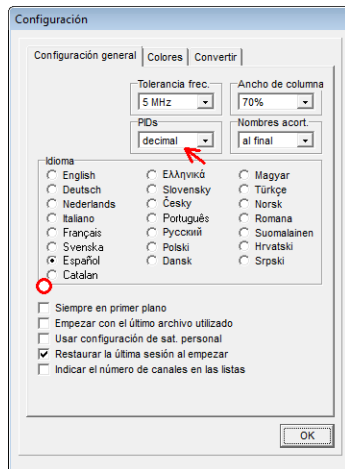 Configuración
Configuración general
Colores
Convertir
Tolerancia frec.
Ancho de columna
5 MHz
70%
PIDs
Nombres acort.
decimal
al final
Idioma
English
Ελληνικά
Magyar
Deutsch
Slovensky
Türkçe
Nederlands
Česky
Norsk
Italiano
Português
Romana
Français
Русский
Suomalainen
Svenska
Polski
Hrvatski
Español
Dansk
Srpski
Catalan
Siempre en primer plano
Empezar con el último archivo utilizado
Usar configuración de sat. personal
Restaurar la última sesión al empezar
Indicar el número de canales en las listas
OK